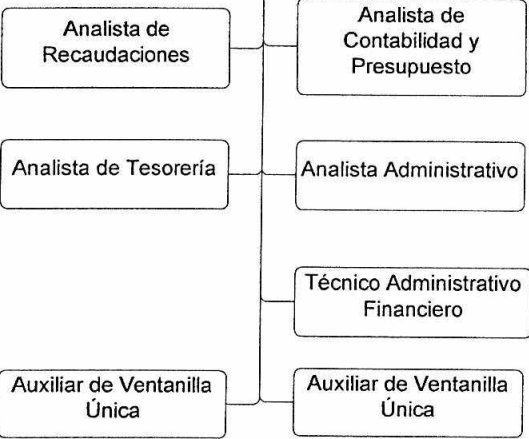 Analista de
Recaudaciones
Analista de
Contabilidad y
Presupuesto
Analista de Tesorería
Analista Administrativo
Técnico Administrativo
Financiero
Auxiliar de Ventanilla
Única
Auxiliar de Ventanilla
Única